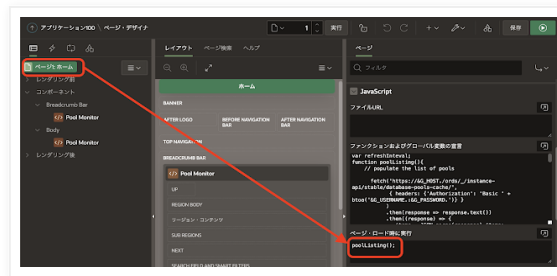 アプリケーション100 \ ページ・デザイナ
1
実行
保存
レイアウト
ページ検索
ヘルプ
ページ
ページ1: ホーム
レンダリング前
コンポーネント
Breadcrumb Bar
Pool Monitor
Body
Pool Monitor
レンダリング後
ホーム
BANNER
AFTER LOGO
BEFORE NAVIGATION BAR
AFTER NAVIGATION BAR
TOP NAVIGATION
BREADCRUMB BAR
Pool Monitor
UP
REGION BODY
リージョン・コンテンツ
SUB REGIONS
NEXT
SEARCH FIELD AND SMART FILTERS
フィルタ
JavaScript
ファイルURL
ファンクションおよびグローバル変数の宣言
var refreshInteval;
function poolListing(){
// populate the list of pools
fetch("https://&G_HOST./ords/_/instance-
api/stable/database-pools-cache/",
{ headers: {'Authorization': 'Basic ' +
btoa('&G_USERNAME.:&G_PASSWORD.')} }
)
.then(response => response.text())
.then((response) => {
ページ・ロード時に実行
poolListing();